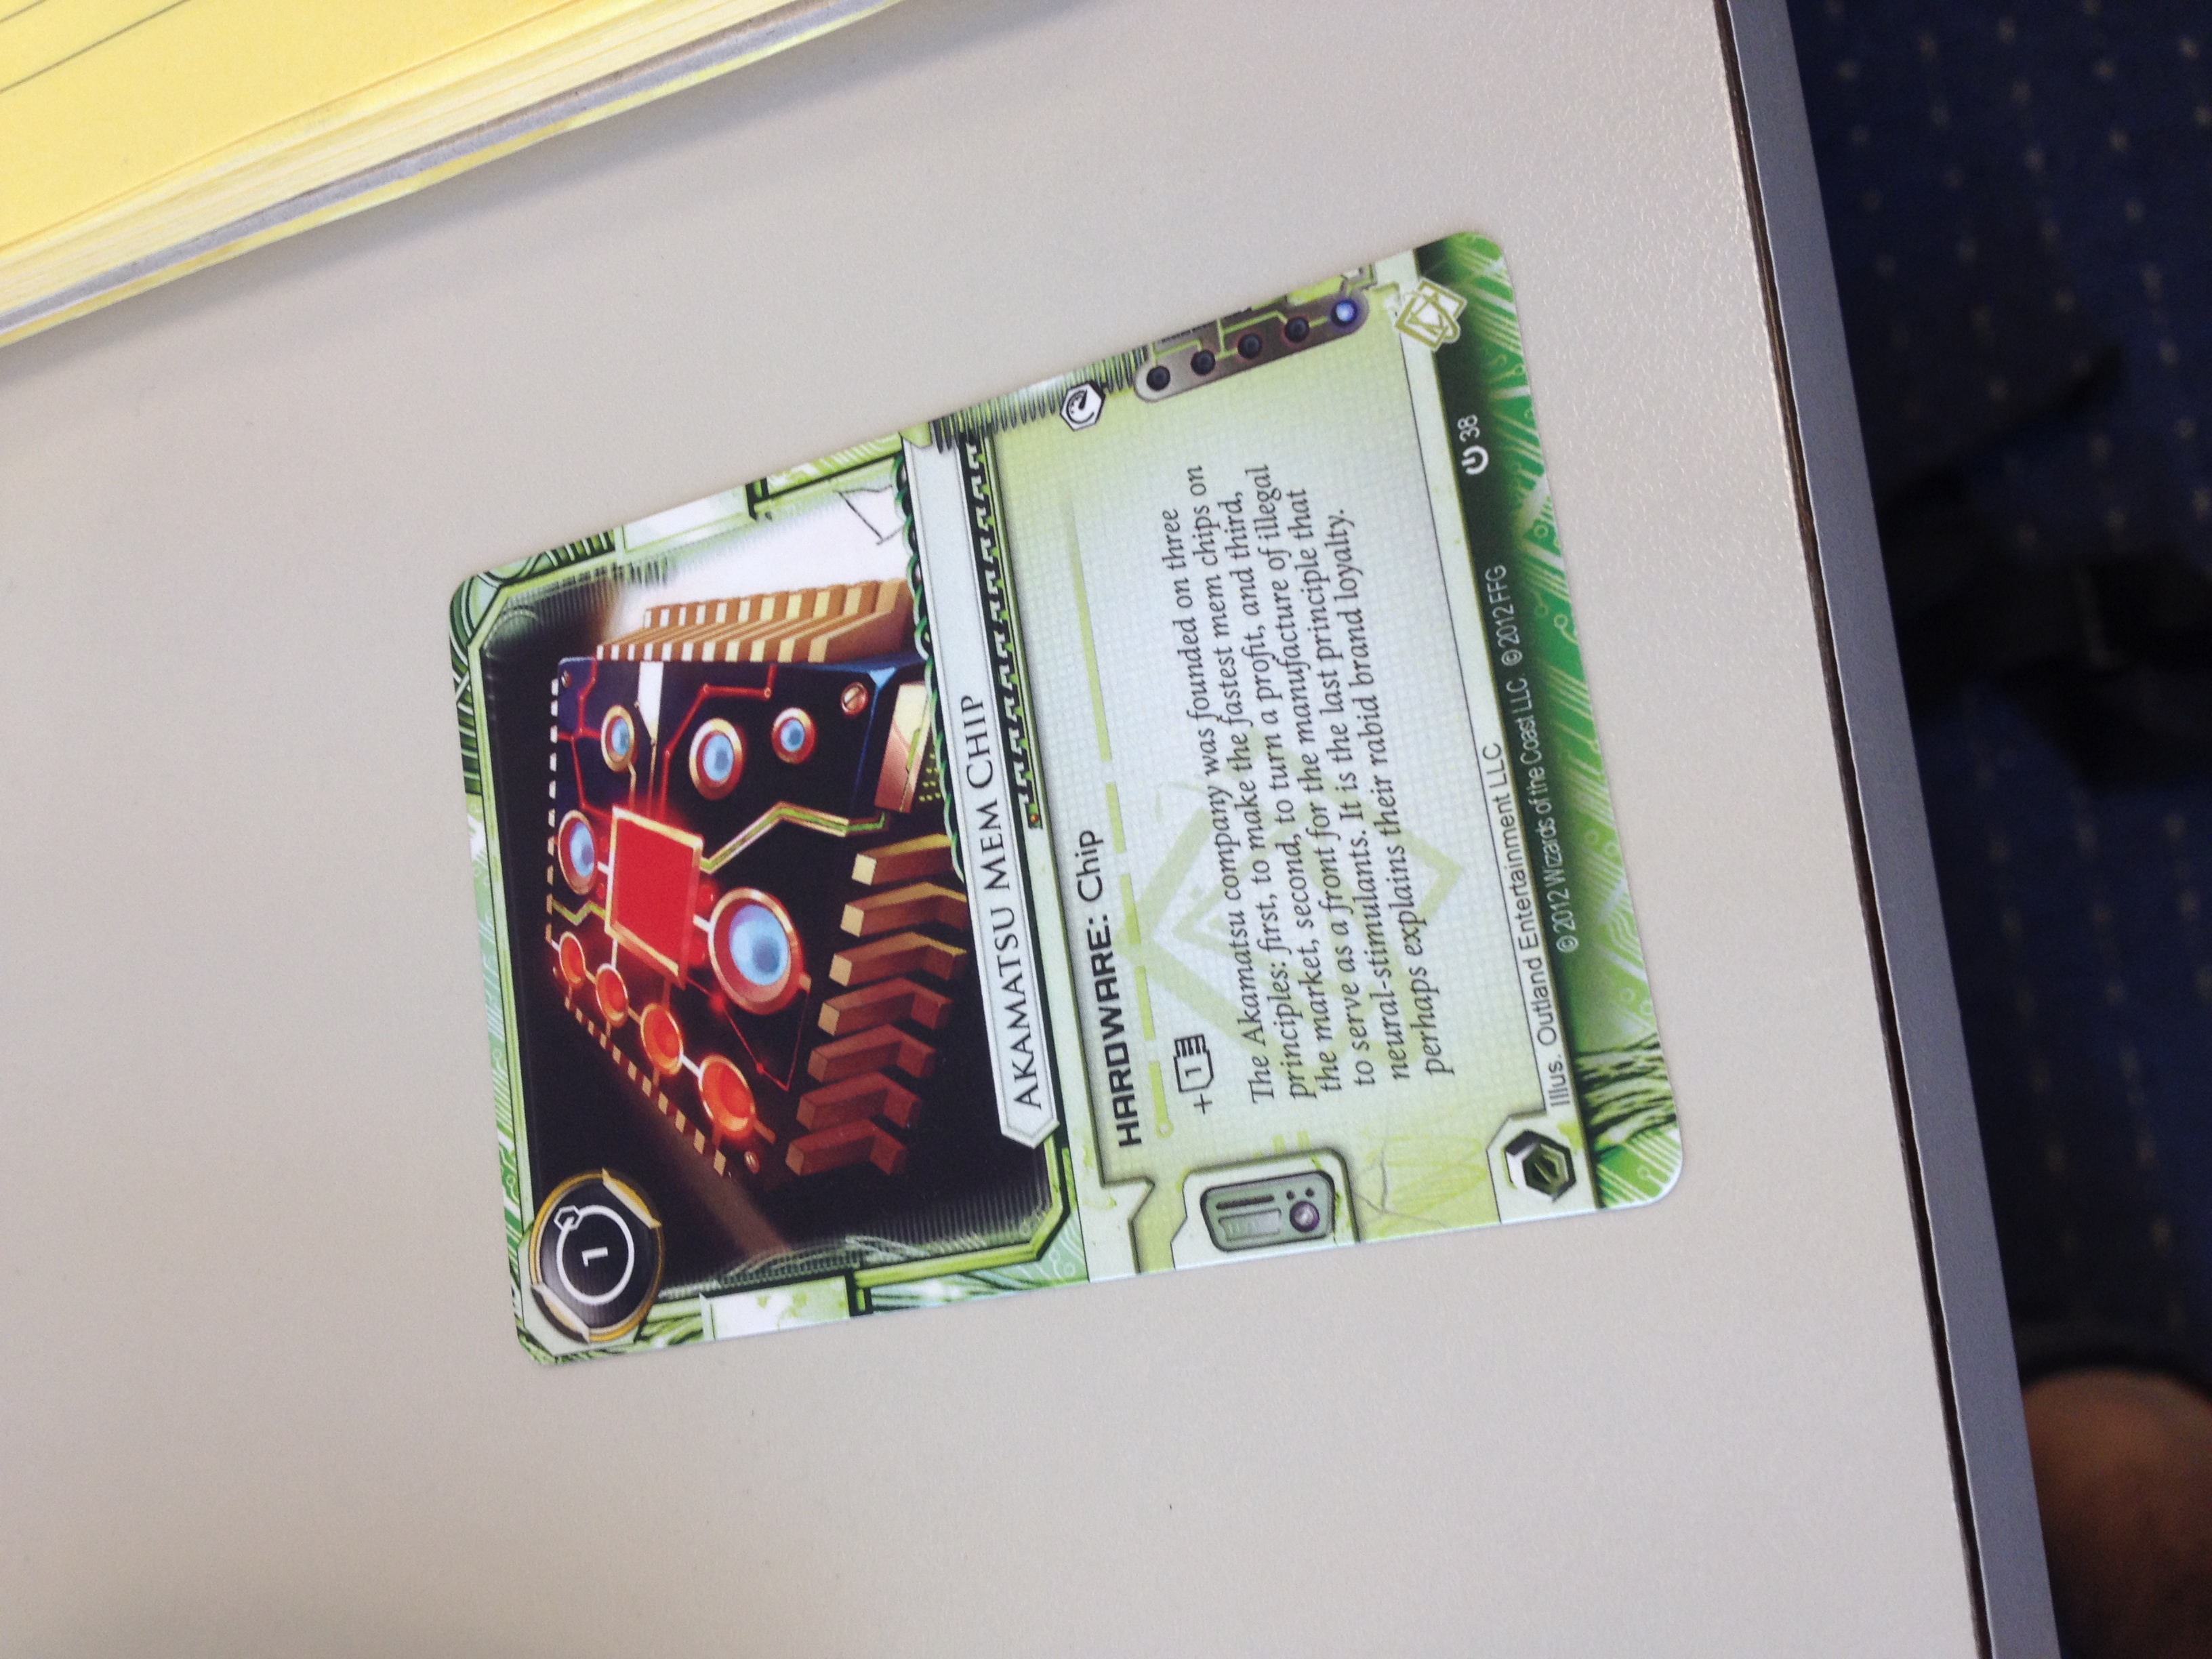 1
AKAMATSU MEM CHIP
HARDWARE: Chip
+1
The Akamatsu company was founded on three
principles: first, to make the fastest mem chips on
the market, second, to turn a profit, and third,
to serve as a front for the manufacture of illegal
neural-stimulants. It is the last principle that
perhaps explains their rabid brand loyalty.
Illus. Outland Entertainment LLC
© 2012 Wizards of the Coast LLC. © 2012 FFG
38